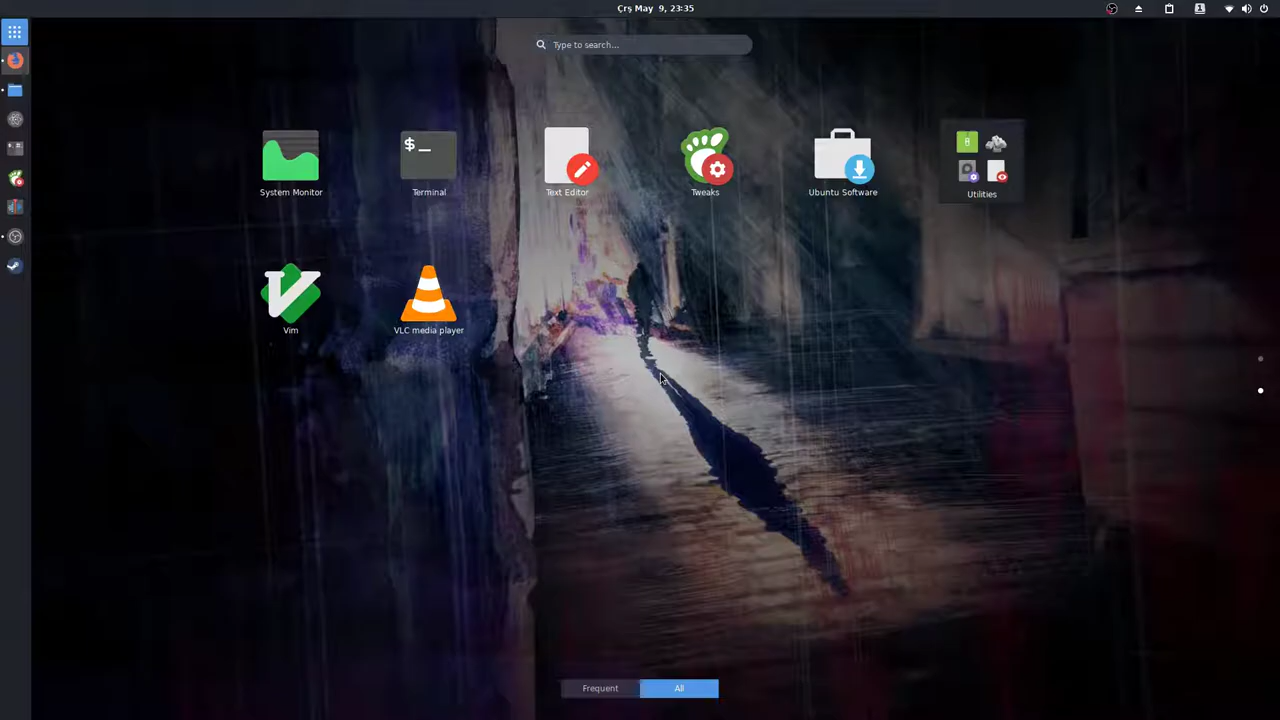 Çrş May  9, 23:35
Type to search...
$_
System Monitor
Terminal
Text Editor
Tweaks
Ubuntu Software
Utilities
Vim
VLC media player
Frequent
All